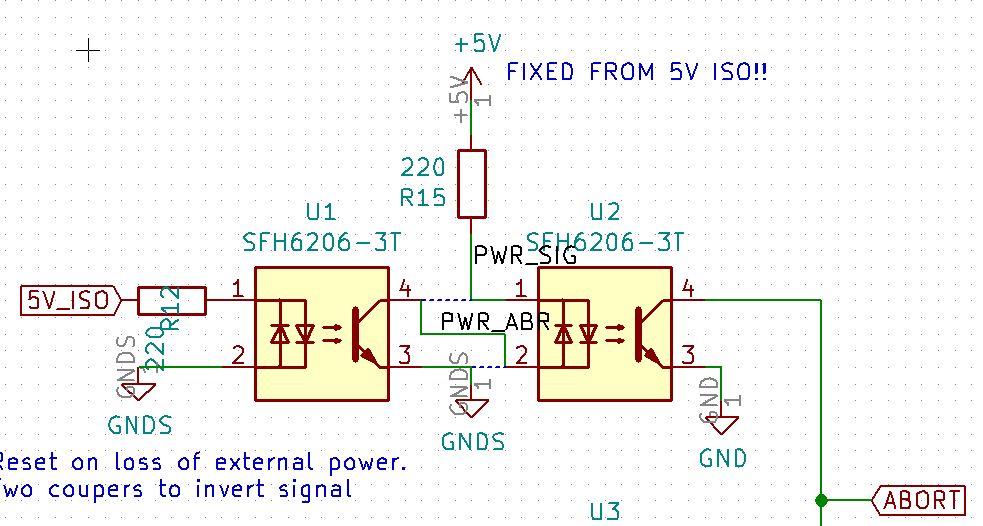 +5V
FIXED FROM 5V ISO!!
+5V
1
220
R15
U1
U2
SFH6206-3T
SFH6206-3T
PWR_SIG
5V_ISO
R12
220
1
4
1
4
PWR_ABR
2
3
2
3
GNDS
GNDS
1
GND
1
GNDS
GNDS
GND
Reset on loss of external power.
Two coupers to invert signal
U3
ABORT